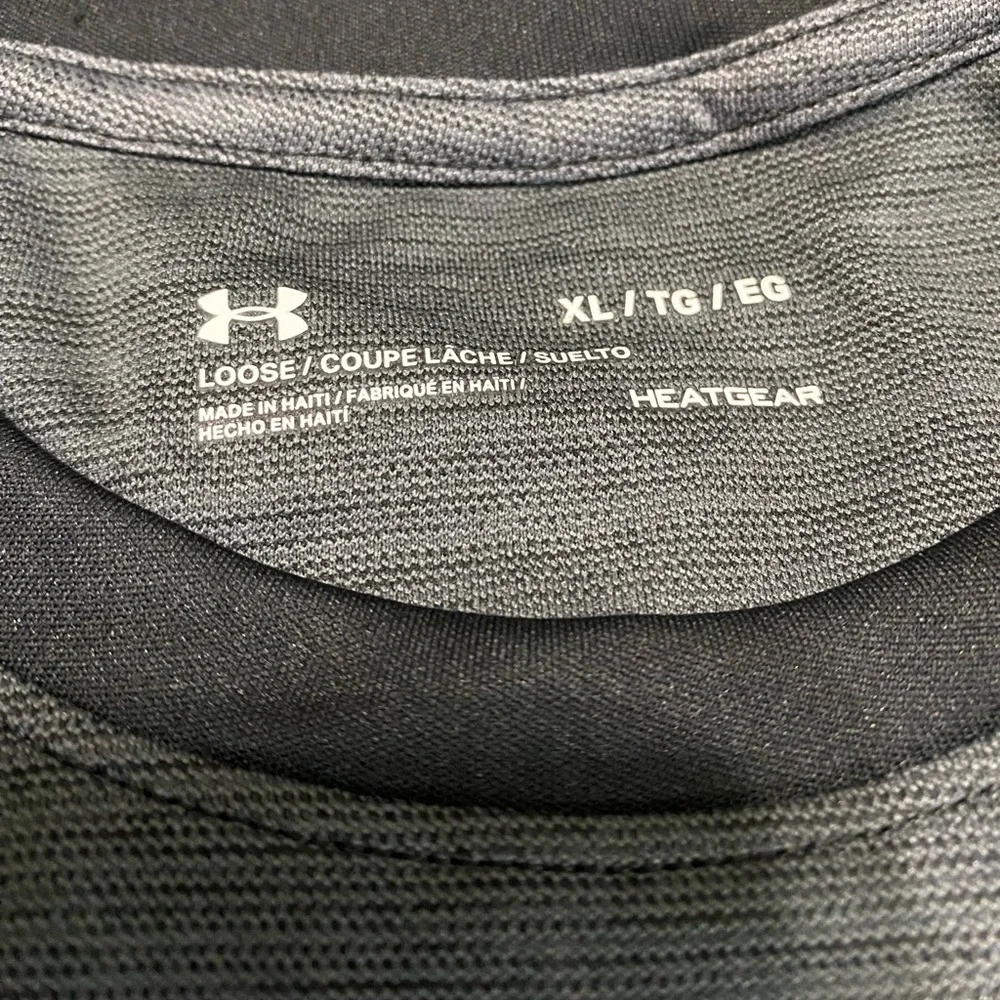 XL / TG / EG
LOOSE / COUPE LÂCHE / SUELTO
MADE IN HAITI / FABRIQUÉ EN HAÏTI /
HECHO EN HAITÍ
HEATGEAR